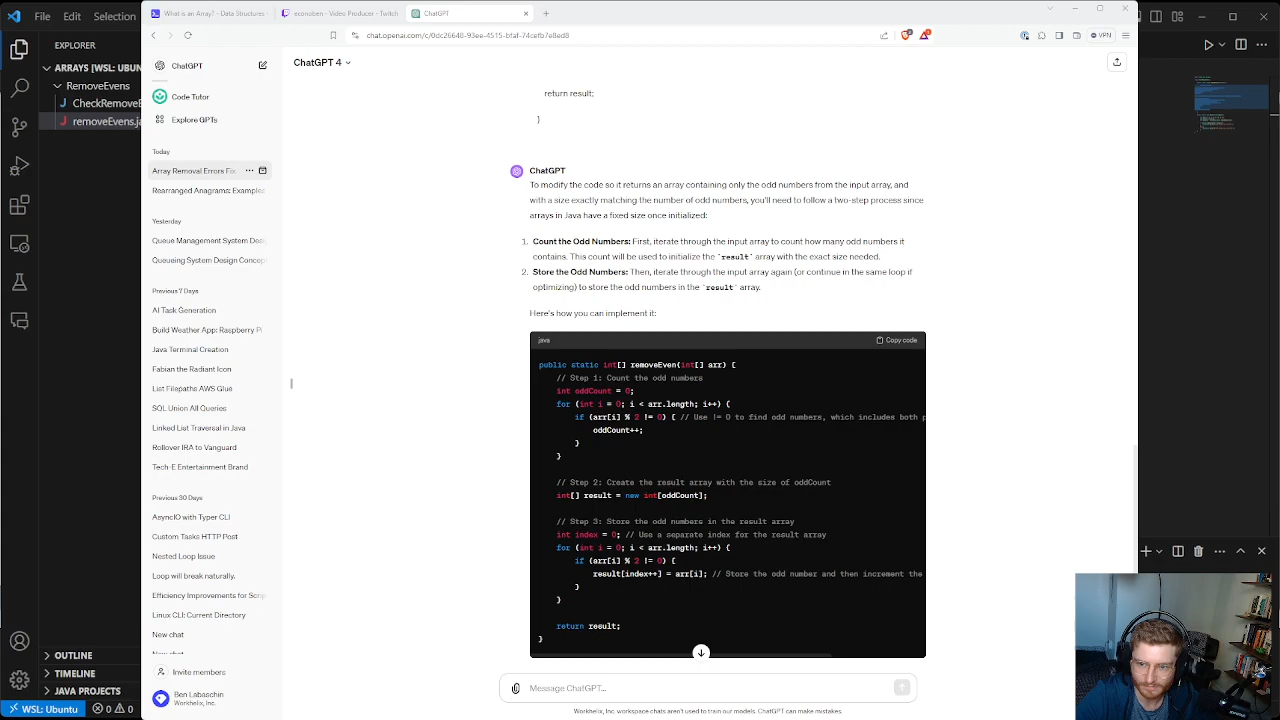 File Edit Selection
What is an Array? - Data Structures
econoben - Video Producer - Twitch
ChatGPT
chat.openai.com/c/0dc26648-93ee-4515-bfaf-74cefb7e8ed8
VPN
EXPLORER
ARRAYS [WSL: UBUNTU
RemoveEvens
J CheckRemoveE
J removeEvens.ja
OUTLINE
TIMELINE
JAVA PROJECTS
WSL: Ubuntu 0 0
ChatGPT
Code Tutor
Explore GPTs
Today
Array Removal Errors Fix
Rearranged Anagrams: Examples
Yesterday
Queue Management System Desi
Queueing System Design Concep
Previous 7 Days
AI Task Generation
Build Weather App: Raspberry Pi
Java Terminal Creation
Fabian the Radiant Icon
List Filepaths AWS Glue
SQL Union All Queries
Linked List Traversal in Java
Rollover IRA to Vanguard
Tech-E Entertainment Brand
Previous 30 Days
AsyncIO with Typer CLI
Custom Tasks HTTP Post
Nested Loop Issue
Loop will break naturally.
Efficiency Improvements for Scrip
Linux CLI: Current Directory
New chat
Invite members
Ben Labaschin
Workhelix, Inc.
ChatGPT 4
return result;
}
ChatGPT
To modify the code so it returns an array containing only the odd numbers from the input array, and
with a size exactly matching the number of odd numbers, you'll need to follow a two-step process since
arrays in Java have a fixed size once initialized:
1. Count the Odd Numbers: First, iterate through the input array to count how many odd numbers it
contains. This count will be used to initialize the `result` array with the exact size needed.
2. Store the Odd Numbers: Then, iterate through the input array again (or continue in the same loop if
optimizing) to store the odd numbers in the `result` array.
Here's how you can implement it:
java Copy code
public static int[] removeEven(int[] arr) {
// Step 1: Count the odd numbers
int oddCount = 0;
for (int i = 0; i < arr.length; i++) {
if (arr[i] % 2 != 0) { // Use != 0 to find odd numbers, which includes both p
oddCount++;
}
}
// Step 2: Create the result array with the size of oddCount
int[] result = new int[oddCount];
// Step 3: Store the odd numbers in the result array
int index = 0; // Use a separate index for the result array
for (int i = 0; i < arr.length; i++) {
if (arr[i] % 2 != 0) {
result[index++] = arr[i]; // Store the odd number and then increment the
}
}
return result;
}
Message ChatGPT...
Workhelix, Inc. workspace chats aren't used to train our models. ChatGPT can make mistakes.